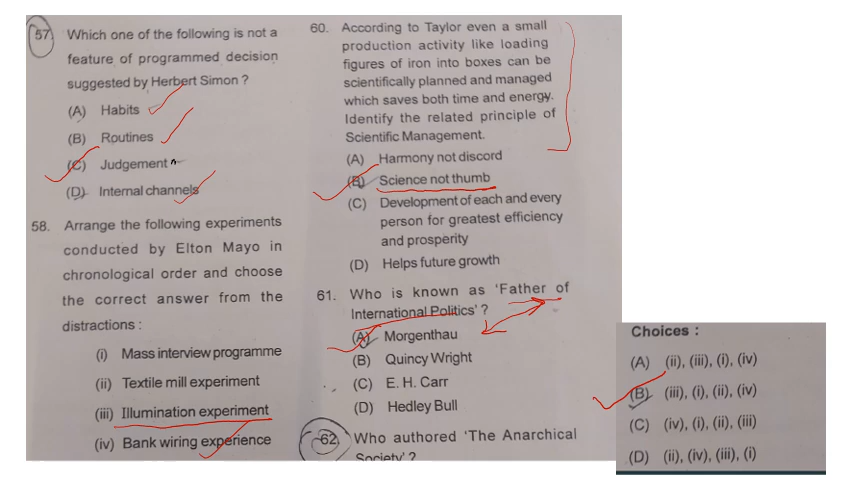 57. Which one of the following is not a
feature of programmed decision
suggested by Herbert Simon ?
(A) Habits
(B) Routines
(C) Judgement
(D) Internal channels
58. Arrange the following experiments
conducted by Elton Mayo in
chronological order and choose
the correct answer from the
distractions :
(i) Mass interview programme
(ii) Textile mill experiment
(iii) Illumination experiment
(iv) Bank wiring experience
60. According to Taylor even a small
production activity like loading
figures of iron into boxes can be
scientifically planned and managed
which saves both time and energy.
Identify the related principle of
Scientific Management.
(A) Harmony not discord
(B) Science not thumb
(C) Development of each and every
person for greatest efficiency
and prosperity
(D) Helps future growth
61. Who is known as 'Father of
International Politics' ?
(A) Morgenthau
(B) Quincy Wright
(C) E. H. Carr
(D) Hedley Bull
62. Who authored 'The Anarchical
Society' ?
Choices :
(A) (ii), (iii), (i), (iv)
(B) (iii), (i), (ii), (iv)
(C) (iv), (i), (ii), (iii)
(D) (ii), (iv), (iii), (i)